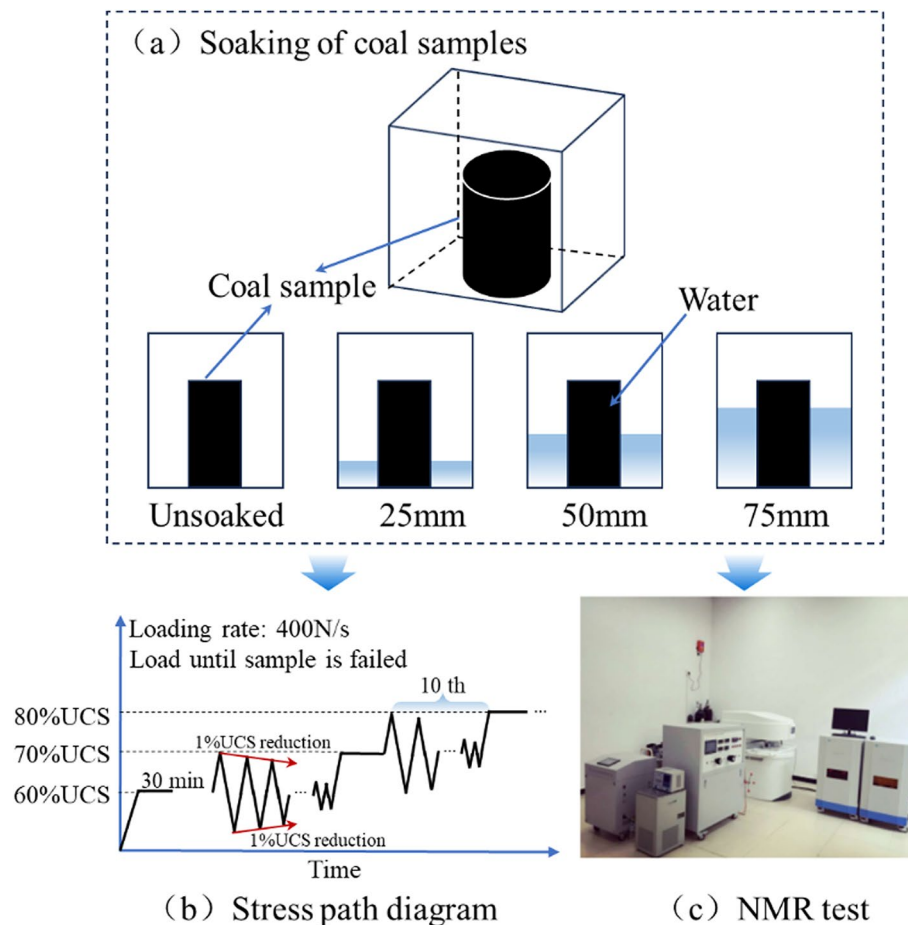 （a）Soaking of coal samples
Coal sample
Water
Unsoaked
25mm
50mm
75mm
Loading rate: 400N/s
Load until sample is failed
10 th
80%UCS
70%UCS
1%UCS reduction
60%UCS
30 min
...
...
...
...
1%UCS reduction
Time
（b）Stress path diagram
（c）NMR test